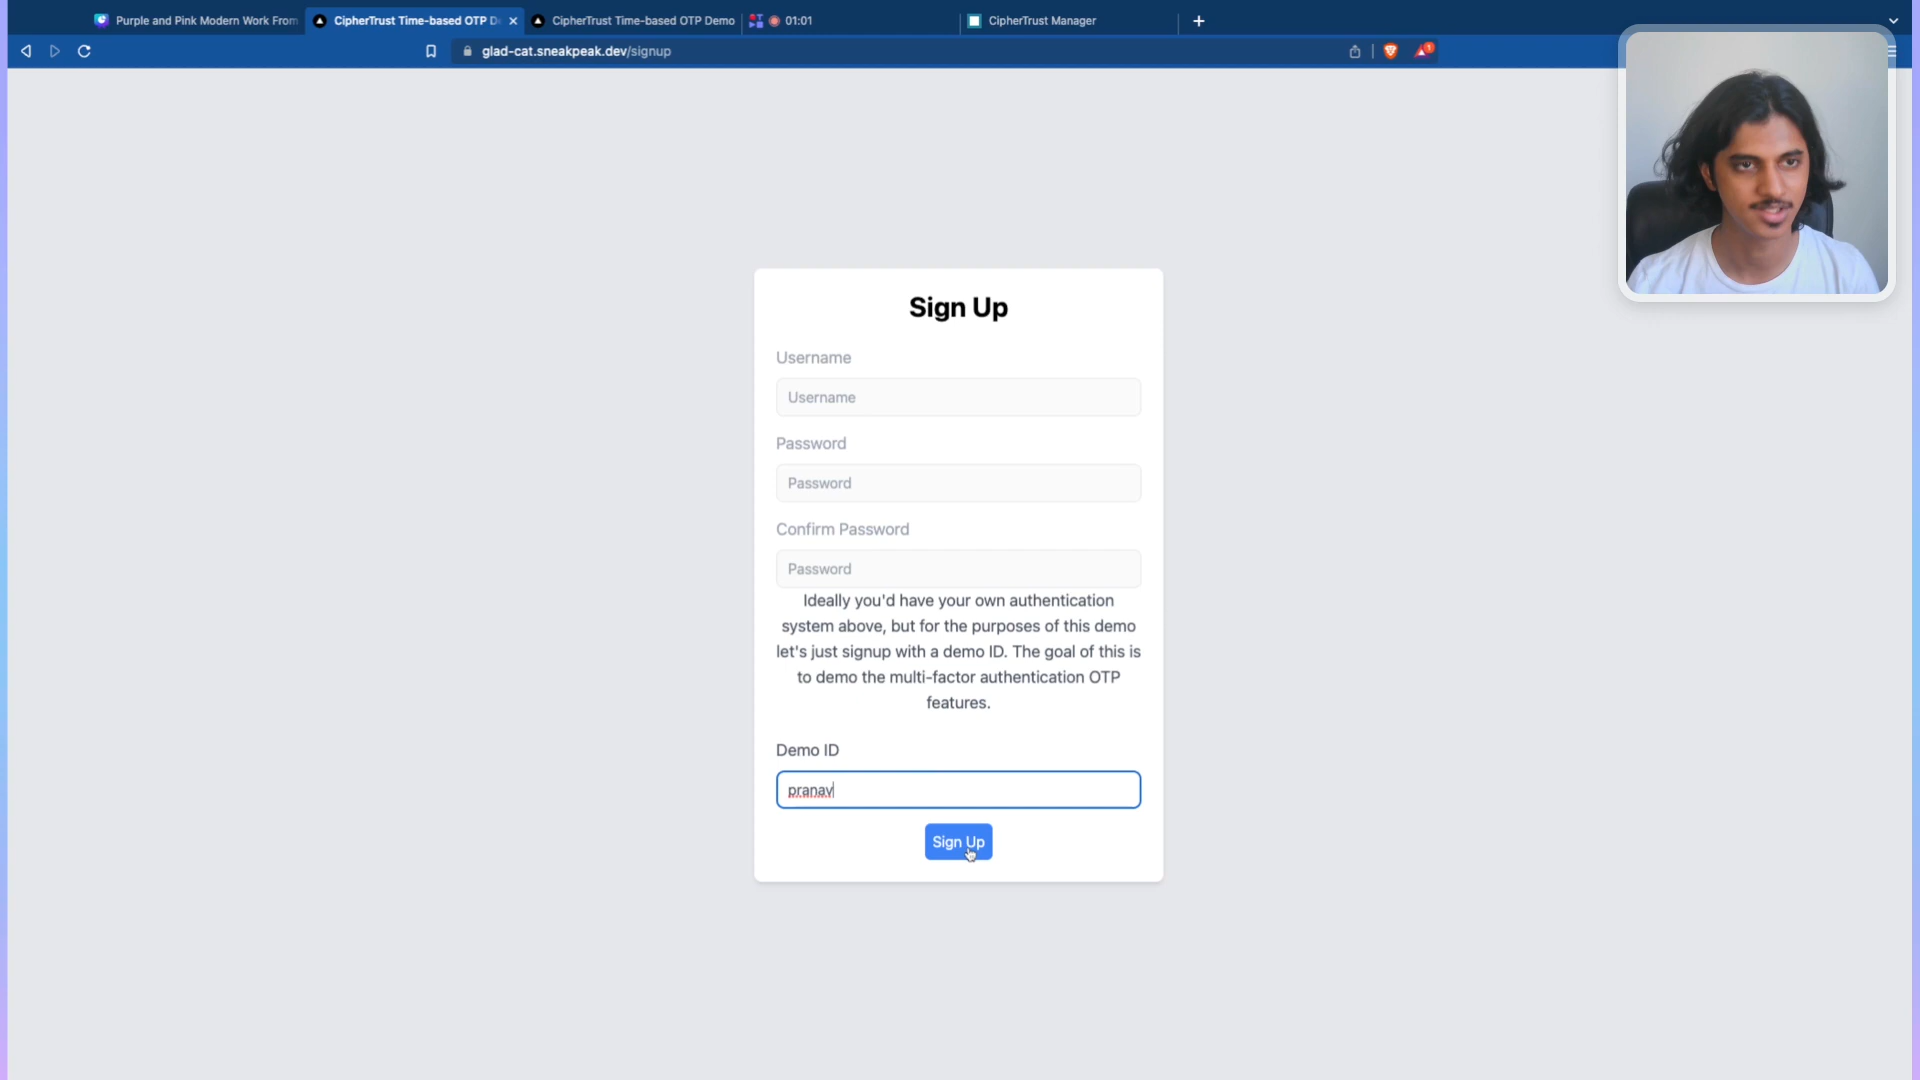 Purple and Pink Modern Work From
CipherTrust Time-based OTP D
CipherTrust Time-based OTP Demo
01:01
CipherTrust Manager
glad-cat.sneakpeak.dev/signup
Sign Up
Username
Username
Password
Password
Confirm Password
Password
Ideally you'd have your own authentication
system above, but for the purposes of this demo
let's just signup with a demo ID. The goal of this is
to demo the multi-factor authentication OTP
features.
Demo ID
pranav
Sign Up